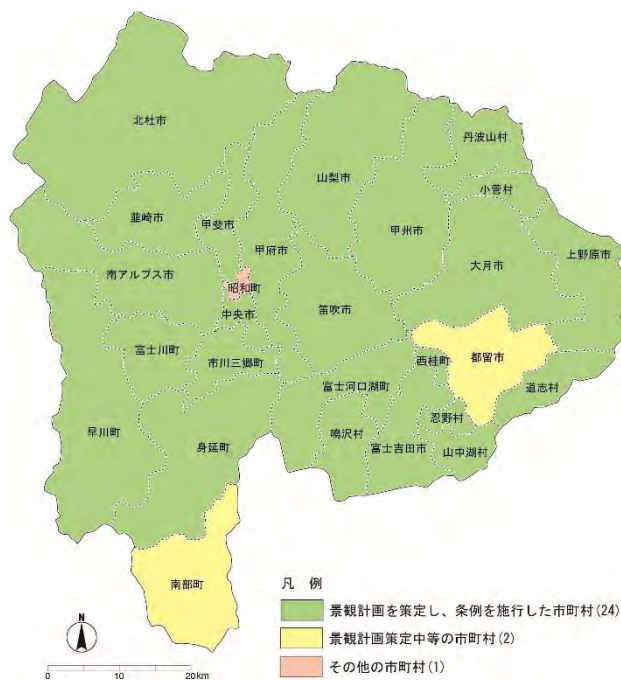 北杜市
丹波山村
山梨市
小菅村
韮崎市
甲斐市
甲州市
甲府市
上野原市
大月市
南アルプス市
昭和町
笛吹市
中央市
富士川町
市川三郷町
西桂町
都留市
富士河口湖町
道志村
早川町
鳴沢村
忍野村
身延町
富士吉田市
山中湖村
南部町
凡 例
景観計画を策定し、条例を施行した市町村(24)
景観計画策定中等の市町村(2)
その他の市町村(1)
N
0 10 20km